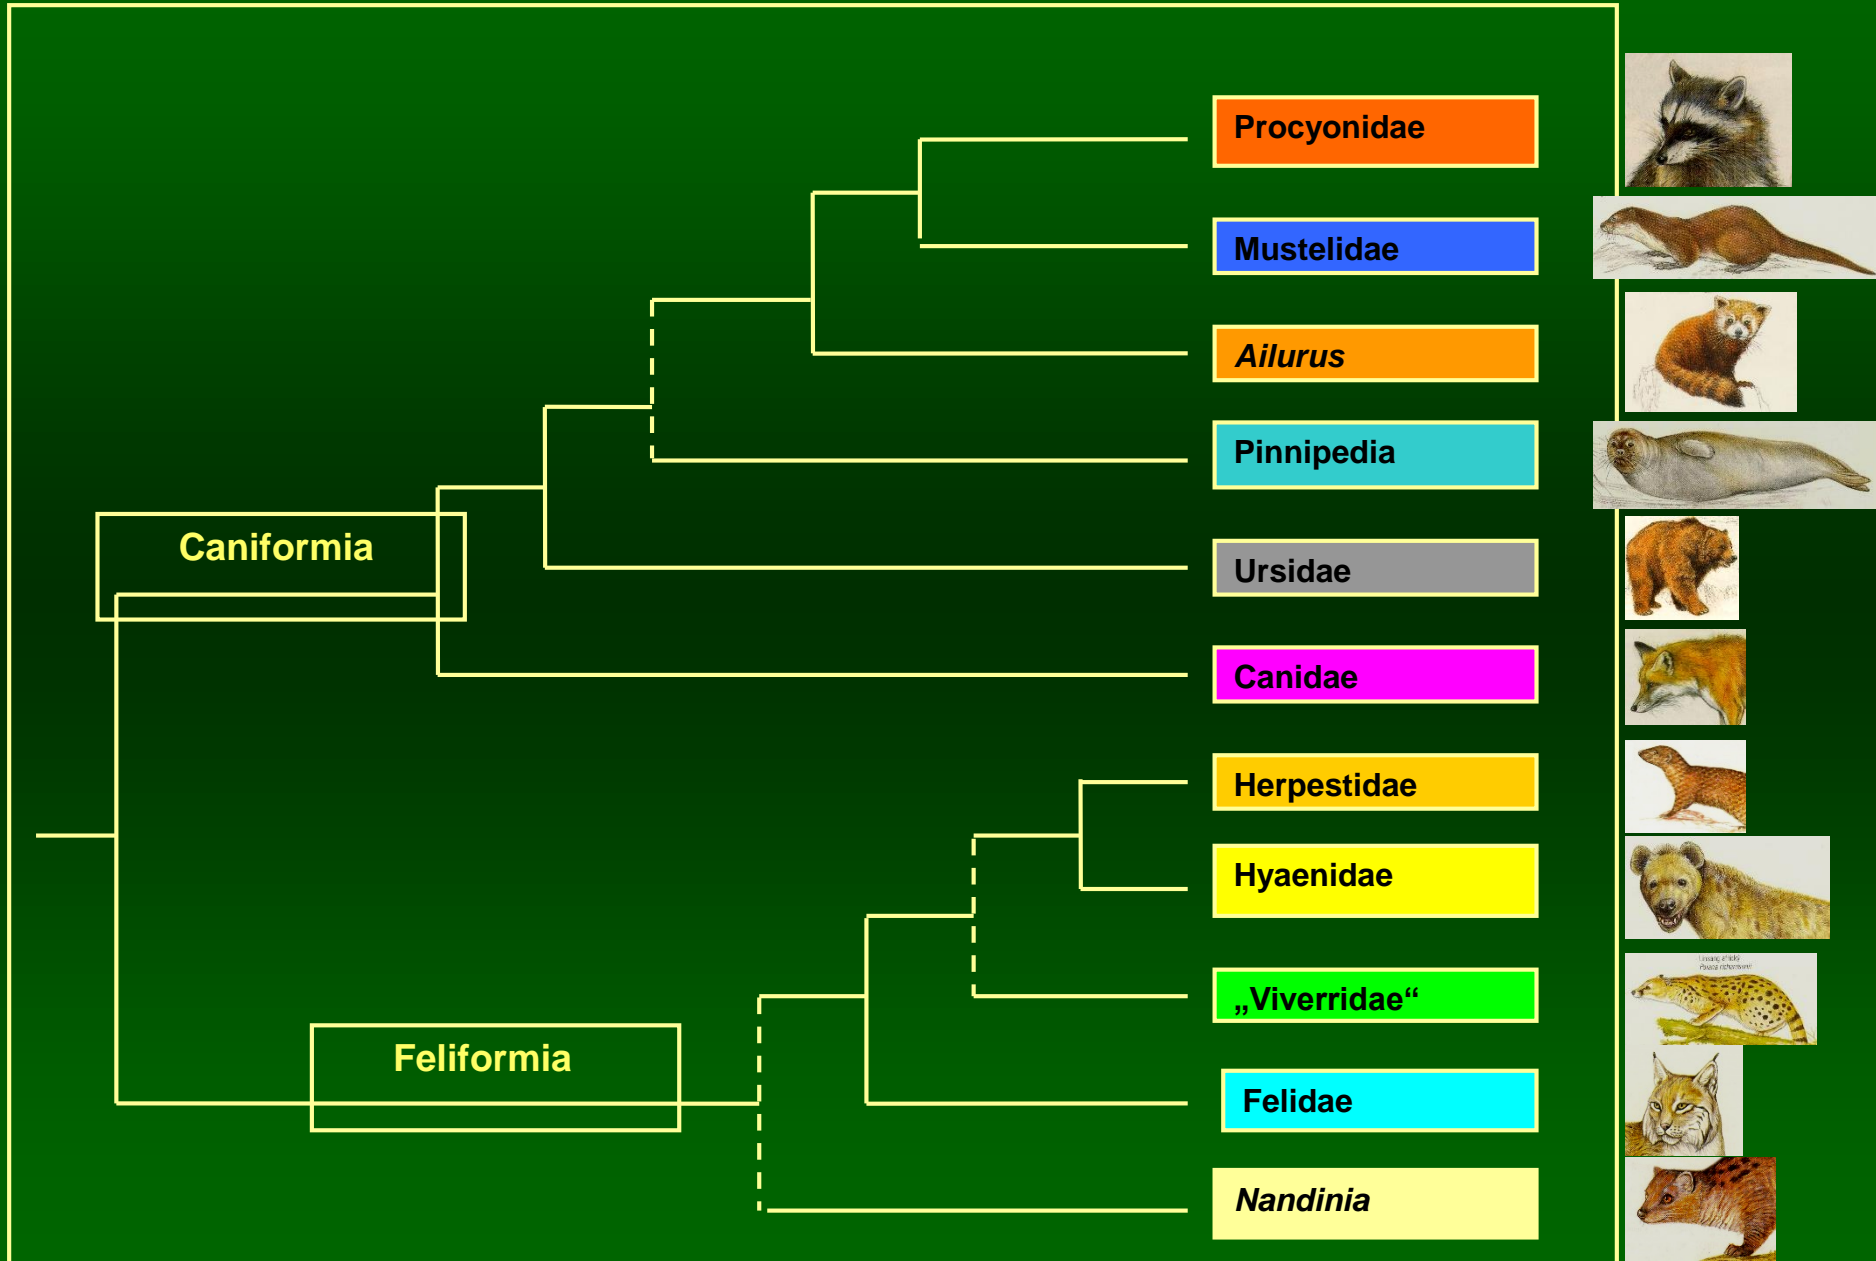 Procyonidae
Mustelidae
Ailurus
Pinnipedia
Caniformia
Ursidae
Canidae
Herpestidae
Hyaenidae
„Viverridae“
Feliformia
Felidae
Nandinia